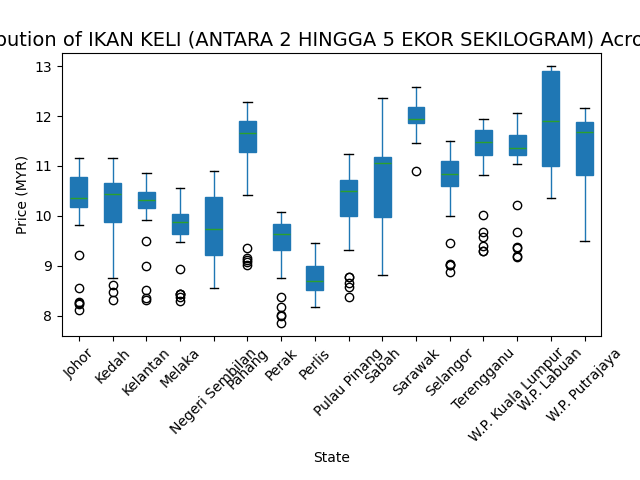 bution of IKAN KELI (ANTARA 2 HINGGA 5 EKOR SEKILOGRAM) Acro
13
12
11
10
9
8
Price (MYR)
Johor
Kedah
Kelantan
Melaka
Negeri Sembilan
Pahang
Perak
Perlis
Pulau Pinang
Sabah
Sarawak
Selangor
Terengganu
W.P. Kuala Lumpur
W.P. Labuan
W.P. Putrajaya
State